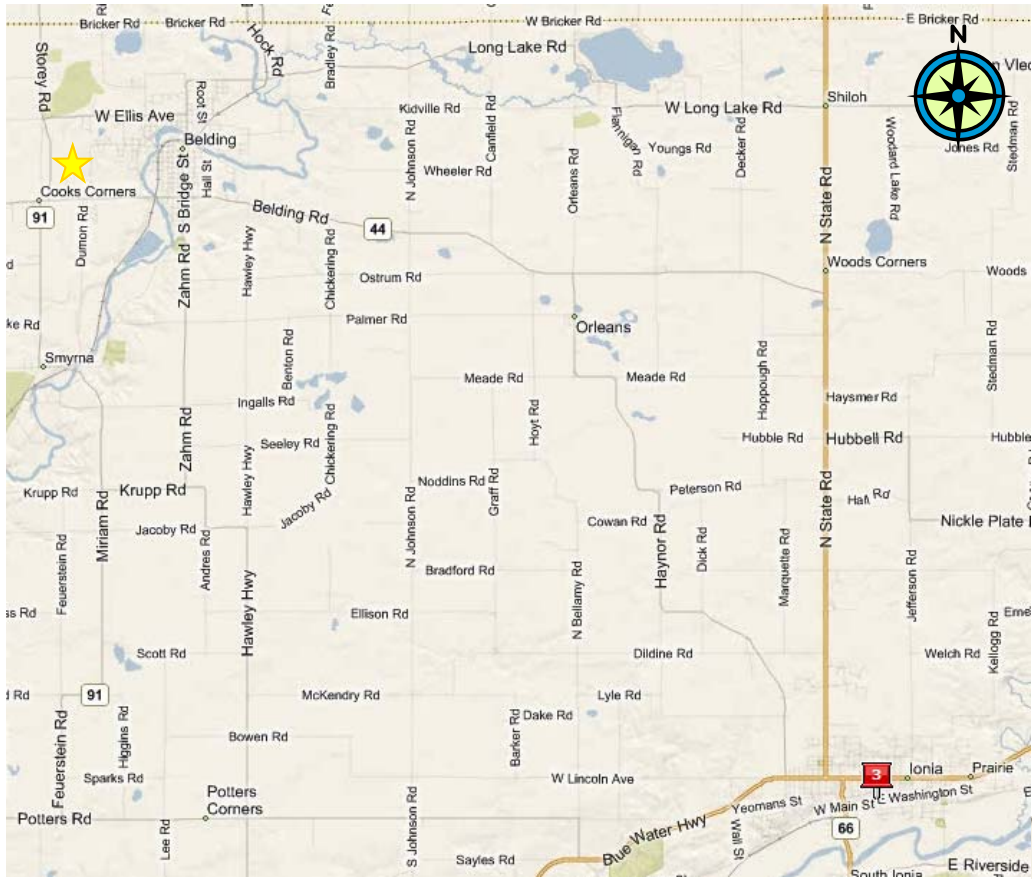 Bricker Rd
Bricker Rd
W Bricker Rd
E Bricker Rd
N
Storey Rd
Hock Rd
Bradley Rd
Long Lake Rd
Root St
W Ellis Ave
Kidville Rd
Canfield Rd
N Johnson Rd
Flannigan Rd
W Long Lake Rd
Shiloh
Woodard Lake Rd
Jones Rd
Stedman Rd
Belding
Hall St
S Bridge St
Wheeler Rd
Orleans Rd
Youngs Rd
Decker Rd
N State Rd
Cooks Corners
91
Dumon Rd
Zahm Rd
Belding Rd
44
Hawley Hwy
Chickering Rd
Ostrum Rd
Woods Corners
Woods
ke Rd
Palmer Rd
Orleans
Smyrna
Benton Rd
Meade Rd
Meade Rd
Hoppough Rd
Stedman Rd
Ingalls Rd
Haysmer Rd
Zahm Rd
Seeley Rd
Chickering Rd
Hoyt Rd
Hubble Rd
Hubbell Rd
Hubble
Krupp Rd
Krupp Rd
Hawley Hwy
Jacoby Rd
Noddins Rd
Graff Rd
Peterson Rd
N State Rd
Miriam Rd
Jacoby Rd
N Johnson Rd
Cowan Rd
Haynor Rd
Nickle Plate
Feuerstein Rd
Andres Rd
Bradford Rd
N Bellamy Rd
Dick Rd
Marquette Rd
Jefferson Rd
ss Rd
Hawley Hwy
Ellison Rd
Kellogg Rd
Scott Rd
Dildine Rd
Welch Rd
d Rd
91
McKendry Rd
Lyle Rd
Feuerstein Rd
Higgins Rd
Bowen Rd
Barker Rd
Dake Rd
Sparks Rd
W Lincoln Ave
3
Ionia
Prairie
Potters Rd
Potters
Corners
S Johnson Rd
Yeomans St
W Main St
E Washington St
Lee Rd
Blue Water Hwy
Wall St
66
Sayles Rd
South Ionia
E Riverside